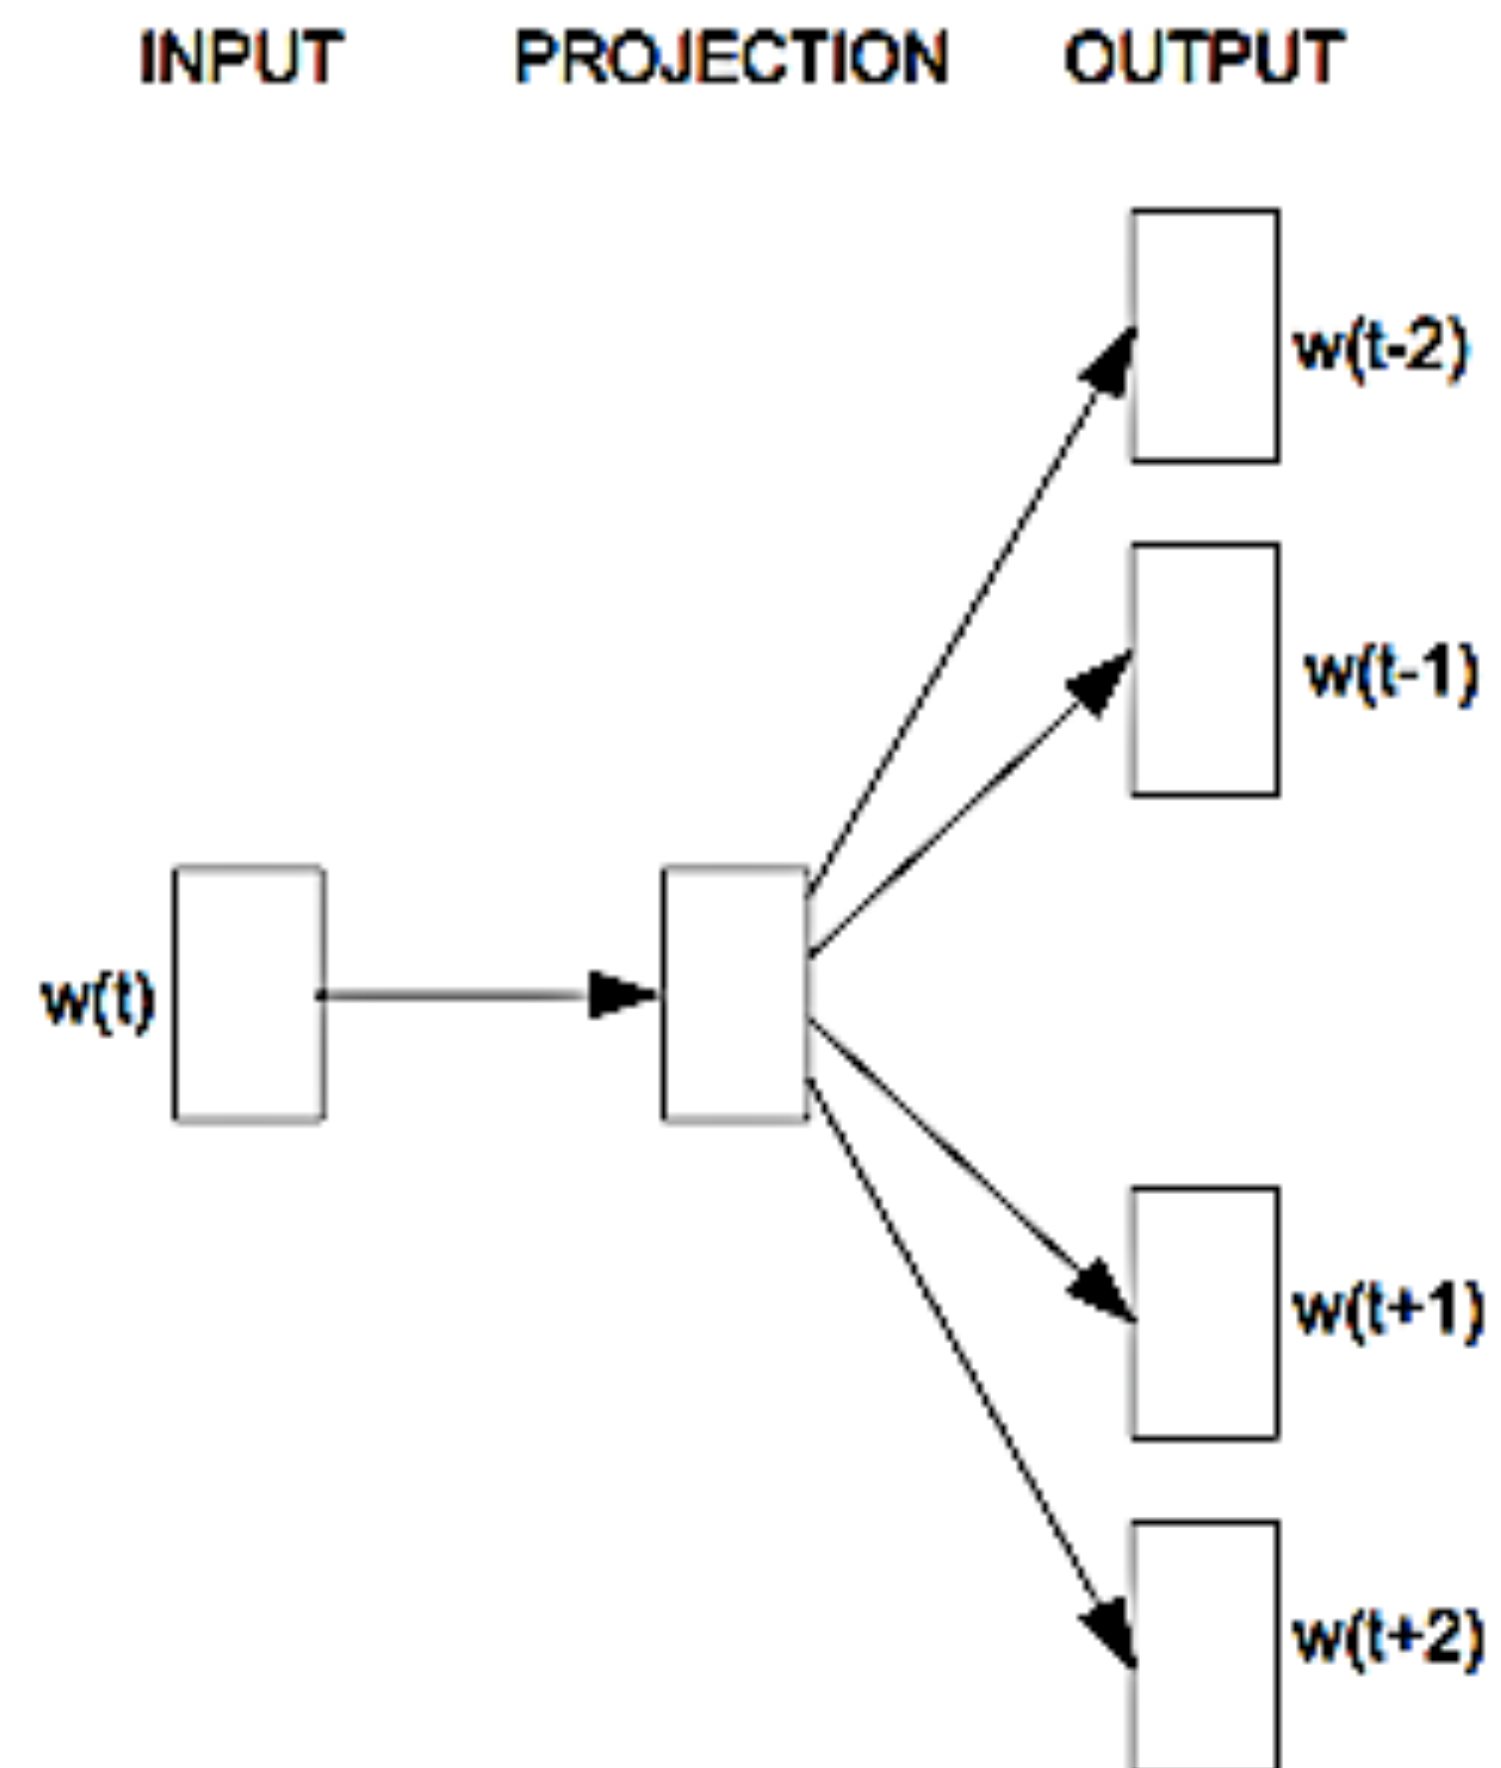 INPUT PROJECTION OUTPUT
w(t-2)
w(t-1)
w(t)
w(t+1)
w(t+2)